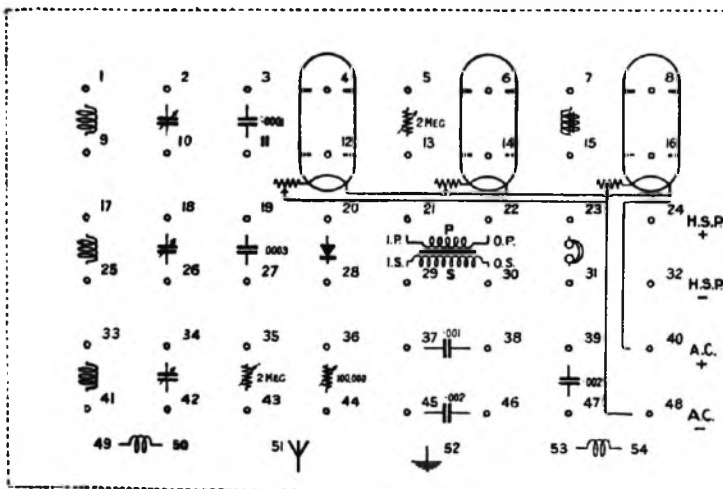 1 2 3 4 5 6 7 8
.0001 2 MEG
9 10 11 12 13 14 15 16
17 18 19 20 21 22 23 24 H.S.P. +
P
I.P. O.P.
.0003
I.S. O.S.
S
25 26 27 28 29 30 31 32 H.S.P. −
33 34 35 36 37 .001 38 39 40 A.C. +
2 MEG 100,000 .002
41 42 43 44 45 .002 46 47 48 A.C. −
49 50 51 52 53 54